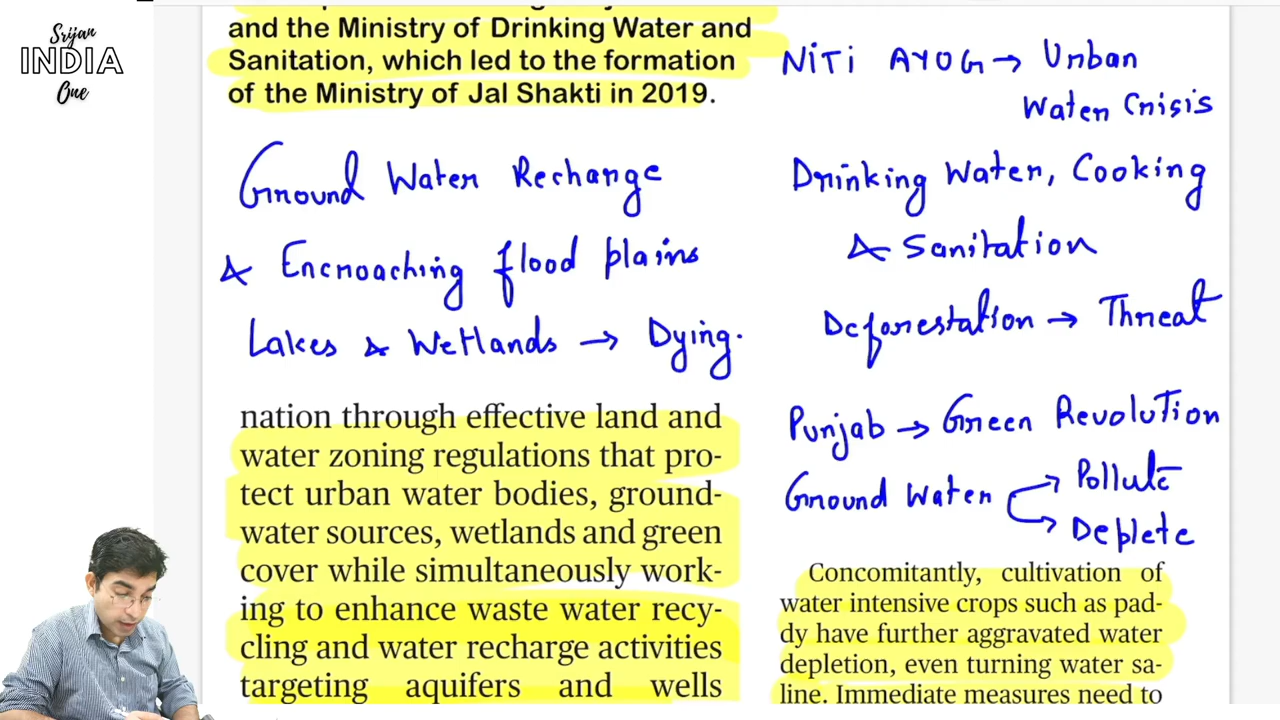 Srijan
INDIA
One
and the Ministry of Drinking Water and
Sanitation, which led to the formation
of the Ministry of Jal Shakti in 2019.
Ground Water Recharge
& Encroaching flood plains
Lakes & Wetlands → Dying.
nation through effective land and
water zoning regulations that pro-
tect urban water bodies, ground-
water sources, wetlands and green
cover while simultaneously work-
ing to enhance waste water recy-
cling and water recharge activities
targeting aquifers and wells
NITI AYOG → Urban
Water Crisis
Drinking Water, Cooking
& Sanitation
Deforestation → Threat
Punjab → Green Revolution
Ground Water → Pollute
→ Deplete
Concomitantly, cultivation of
water intensive crops such as pad-
dy have further aggravated water
depletion, even turning water sa-
line. Immediate measures need to